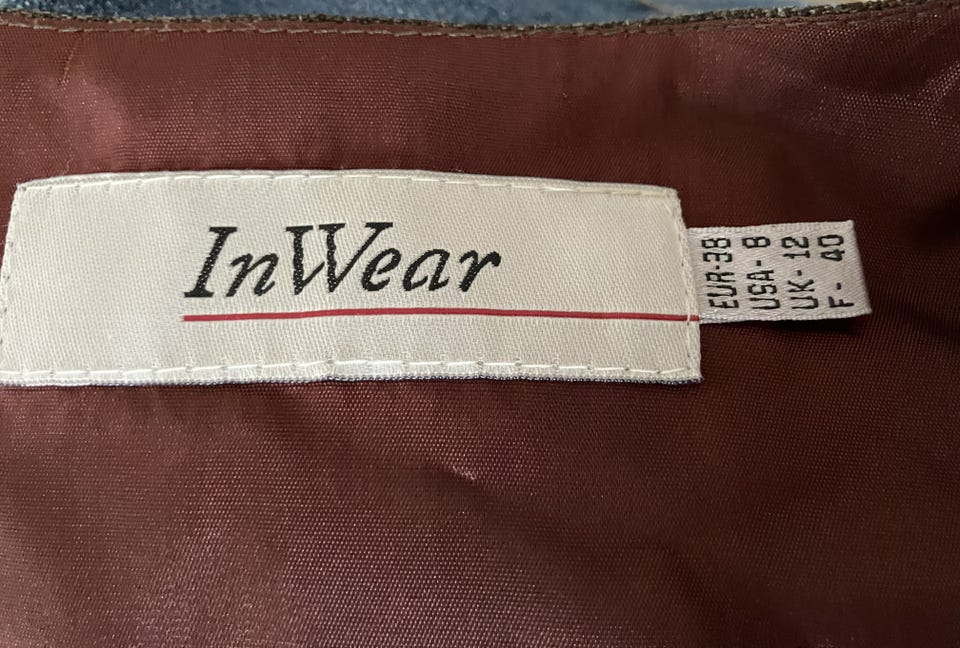 InWear
EUR-38
USA- 8
UK- 12
F- 40